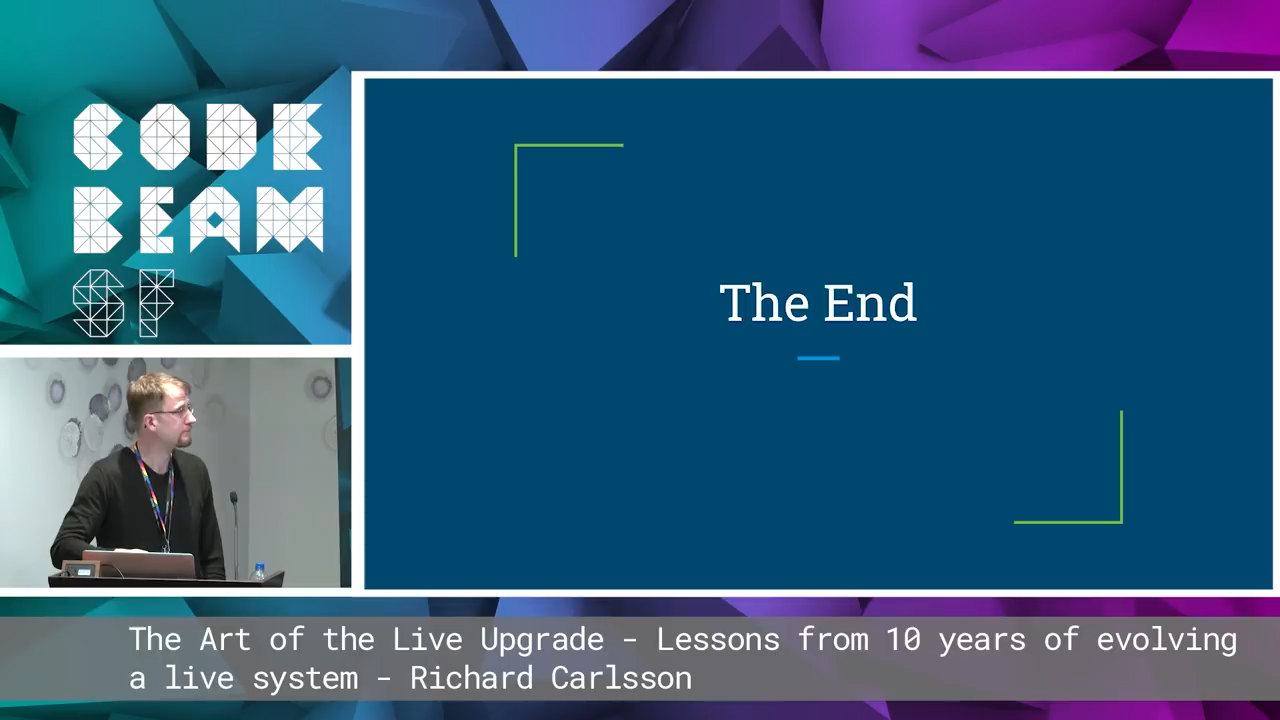 CODE
BEAM
SF
The End
The Art of the Live Upgrade - Lessons from 10 years of evolving
a live system - Richard Carlsson